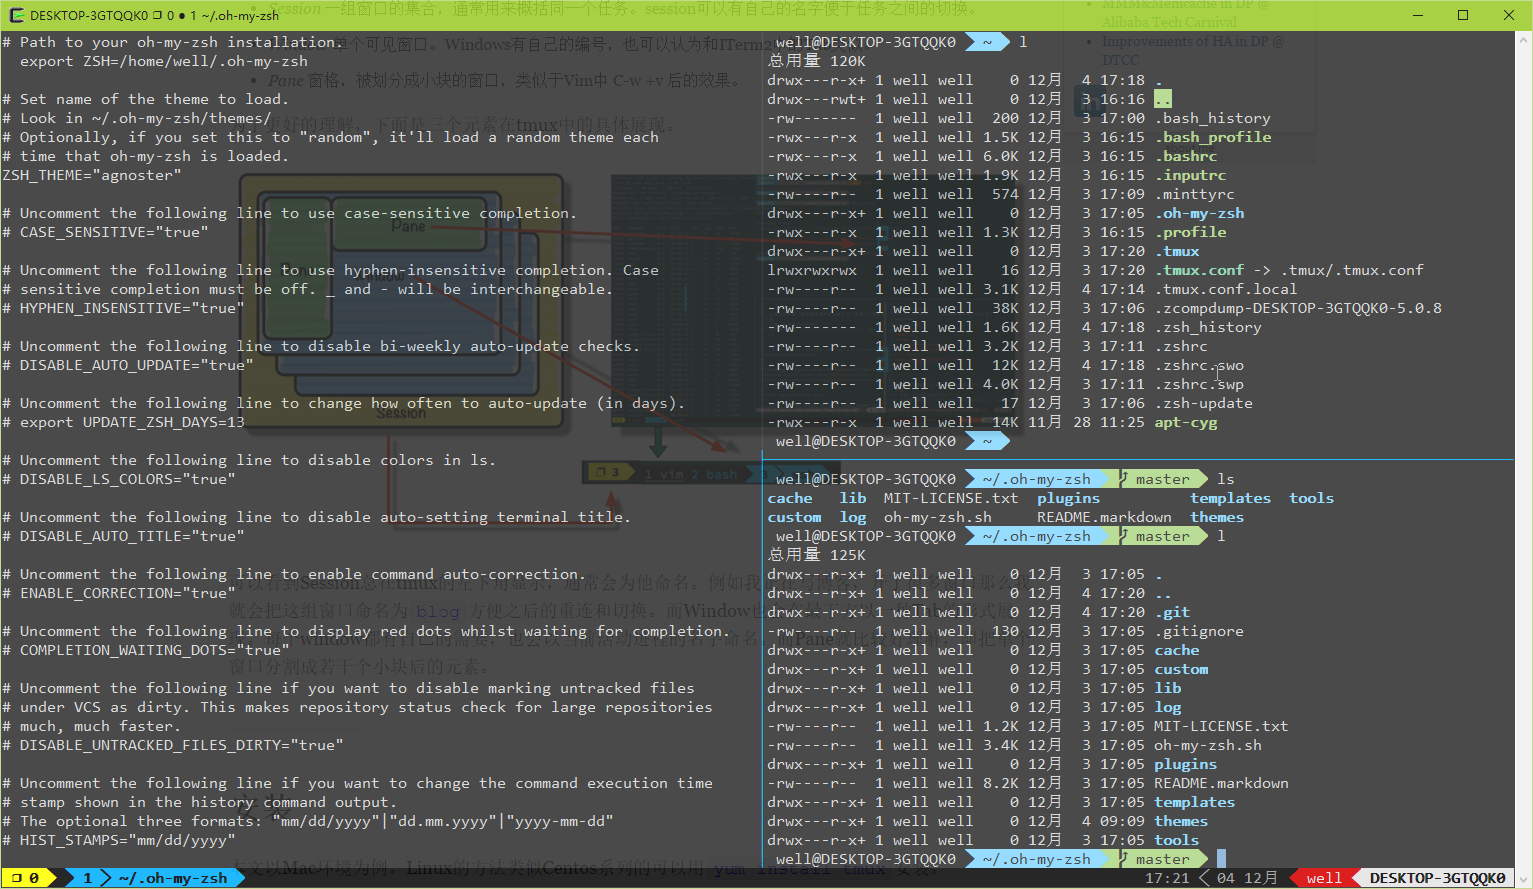 DESKTOP-3GTQQK0 ❐ 0 ● 1 ~/.oh-my-zsh
# Path to your oh-my-zsh installation.
  export ZSH=/home/well/.oh-my-zsh
# Set name of the theme to load.
# Look in ~/.oh-my-zsh/themes/
# Optionally, if you set this to "random", it'll load a random theme each
# time that oh-my-zsh is loaded.
ZSH_THEME="agnoster"
# Uncomment the following line to use case-sensitive completion.
# CASE_SENSITIVE="true"
# Uncomment the following line to use hyphen-insensitive completion. Case
# sensitive completion must be off. _ and - will be interchangeable.
# HYPHEN_INSENSITIVE="true"
# Uncomment the following line to disable bi-weekly auto-update checks.
# DISABLE_AUTO_UPDATE="true"
# Uncomment the following line to change how often to auto-update (in days).
# export UPDATE_ZSH_DAYS=13
# Uncomment the following line to disable colors in ls.
# DISABLE_LS_COLORS="true"
# Uncomment the following line to disable auto-setting terminal title.
# DISABLE_AUTO_TITLE="true"
# Uncomment the following line to enable command auto-correction.
# ENABLE_CORRECTION="true"
# Uncomment the following line to display red dots whilst waiting for completion.
# COMPLETION_WAITING_DOTS="true"
# Uncomment the following line if you want to disable marking untracked files
# under VCS as dirty. This makes repository status check for large repositories
# much, much faster.
# DISABLE_UNTRACKED_FILES_DIRTY="true"
# Uncomment the following line if you want to change the command execution time
# stamp shown in the history command output.
# The optional three formats: "mm/dd/yyyy"|"dd.mm.yyyy"|"yyyy-mm-dd"
# HIST_STAMPS="mm/dd/yyyy"
well@DESKTOP-3GTQQK0 ~ l
总用量 120K
drwx---r-x+ 1 well well    0 12月  4 17:18 .
drwx---rwt+ 1 well well    0 12月  3 16:16 ..
-rw-------  1 well well  200 12月  3 17:00 .bash_history
-rwx---r-x  1 well well 1.5K 12月  3 16:15 .bash_profile
-rwx---r-x  1 well well 6.0K 12月  3 16:15 .bashrc
-rwx---r-x  1 well well 1.9K 12月  3 16:15 .inputrc
-rw----r--  1 well well  574 12月  3 17:09 .minttyrc
drwx---r-x+ 1 well well    0 12月  3 17:05 .oh-my-zsh
-rwx---r-x  1 well well 1.3K 12月  3 16:15 .profile
drwx---r-x+ 1 well well    0 12月  3 17:20 .tmux
lrwxrwxrwx  1 well well   16 12月  3 17:20 .tmux.conf -> .tmux/.tmux.conf
-rw----r--  1 well well 3.1K 12月  4 17:14 .tmux.conf.local
-rw----r--  1 well well  38K 12月  3 17:06 .zcompdump-DESKTOP-3GTQQK0-5.0.8
-rw-------  1 well well 1.6K 12月  4 17:18 .zsh_history
-rw----r--  1 well well 3.2K 12月  3 17:11 .zshrc
-rw----r--  1 well well  12K 12月  4 17:18 .zshrc.swo
-rw----r--  1 well well 4.0K 12月  3 17:11 .zshrc.swp
-rw----r--  1 well well   17 12月  3 17:06 .zsh-update
-rwx---r-x  1 well well  14K 11月 28 11:25 apt-cyg
well@DESKTOP-3GTQQK0 ~
well@DESKTOP-3GTQQK0 ~/.oh-my-zsh master ls
cache   lib  MIT-LICENSE.txt  plugins          templates  tools
custom  log  oh-my-zsh.sh     README.markdown  themes
well@DESKTOP-3GTQQK0 ~/.oh-my-zsh master l
总用量 125K
drwx---r-x+ 1 well well    0 12月  3 17:05 .
drwx---r-x+ 1 well well    0 12月  4 17:20 ..
drwx---r-x+ 1 well well    0 12月  4 17:20 .git
-rw----r--  1 well well  130 12月  3 17:05 .gitignore
drwx---r-x+ 1 well well    0 12月  3 17:05 cache
drwx---r-x+ 1 well well    0 12月  3 17:05 custom
drwx---r-x+ 1 well well    0 12月  3 17:05 lib
drwx---r-x+ 1 well well    0 12月  3 17:05 log
-rw----r--  1 well well 1.2K 12月  3 17:05 MIT-LICENSE.txt
-rw----r--  1 well well 3.4K 12月  3 17:05 oh-my-zsh.sh
drwx---r-x+ 1 well well    0 12月  3 17:05 plugins
-rw----r--  1 well well 8.2K 12月  3 17:05 README.markdown
drwx---r-x+ 1 well well    0 12月  3 17:05 templates
drwx---r-x+ 1 well well    0 12月  4 09:09 themes
drwx---r-x+ 1 well well    0 12月  3 17:05 tools
well@DESKTOP-3GTQQK0 ~/.oh-my-zsh master
❐ 0 1 ~/.oh-my-zsh 17:21 04 12月 well DESKTOP-3GTQQK0